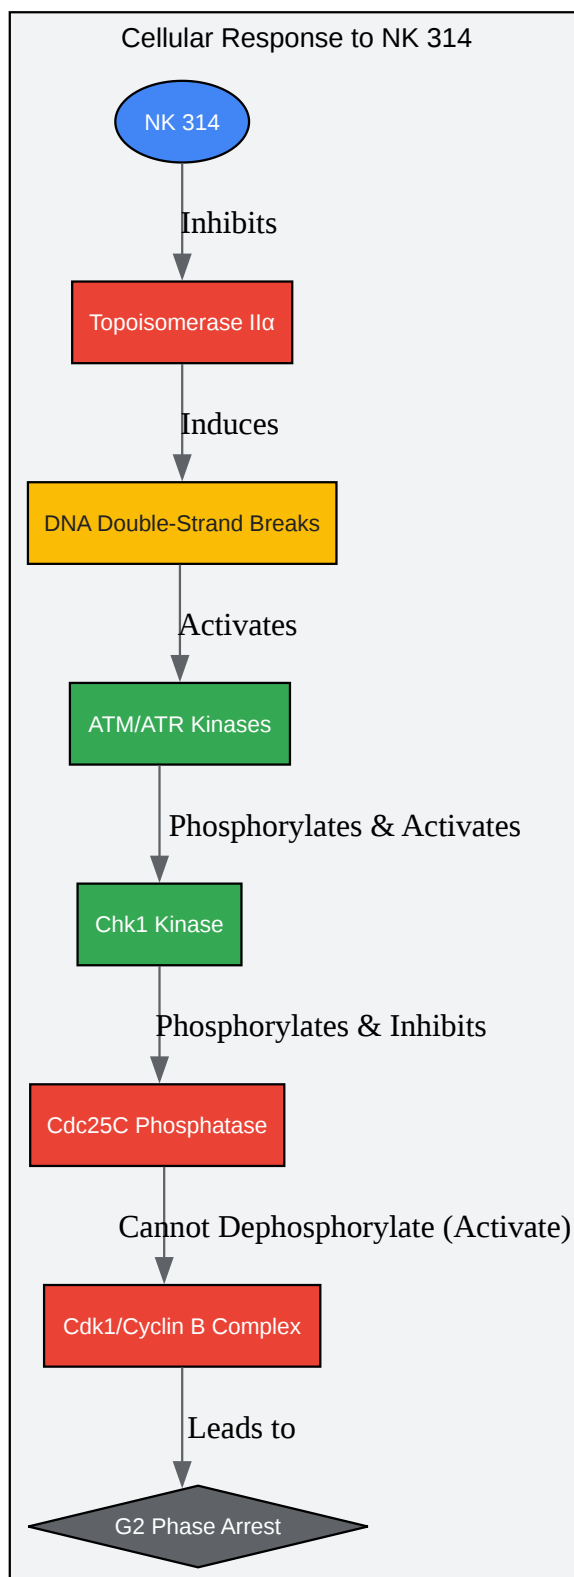 Cellular Response to NK 314
NK 314
Inhibits
Topoisomerase IIα
Induces
DNA Double-Strand Breaks
Activates
ATM/ATR Kinases
Phosphorylates & Activates
Chk1 Kinase
Phosphorylates & Inhibits
Cdc25C Phosphatase
Cannot Dephosphorylate (Activate)
Cdk1/Cyclin B Complex
Leads to
G2 Phase Arrest